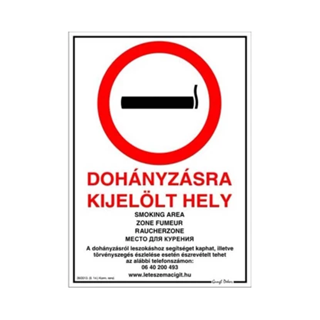 DOHÁNYZÁSRA
KIJELÖLT HELY
SMOKING AREA
ZONE FUMEUR
RAUCHERZONE
МЕСТО ДЛЯ КУРЕНИЯ
A dohányzásról leszokáshoz segítséget kaphat, illetve
törvényszegés észlelése esetén észrevételt tehet
az alábbi telefonszámon:
06 40 200 493
www.leteszemacigit.hu